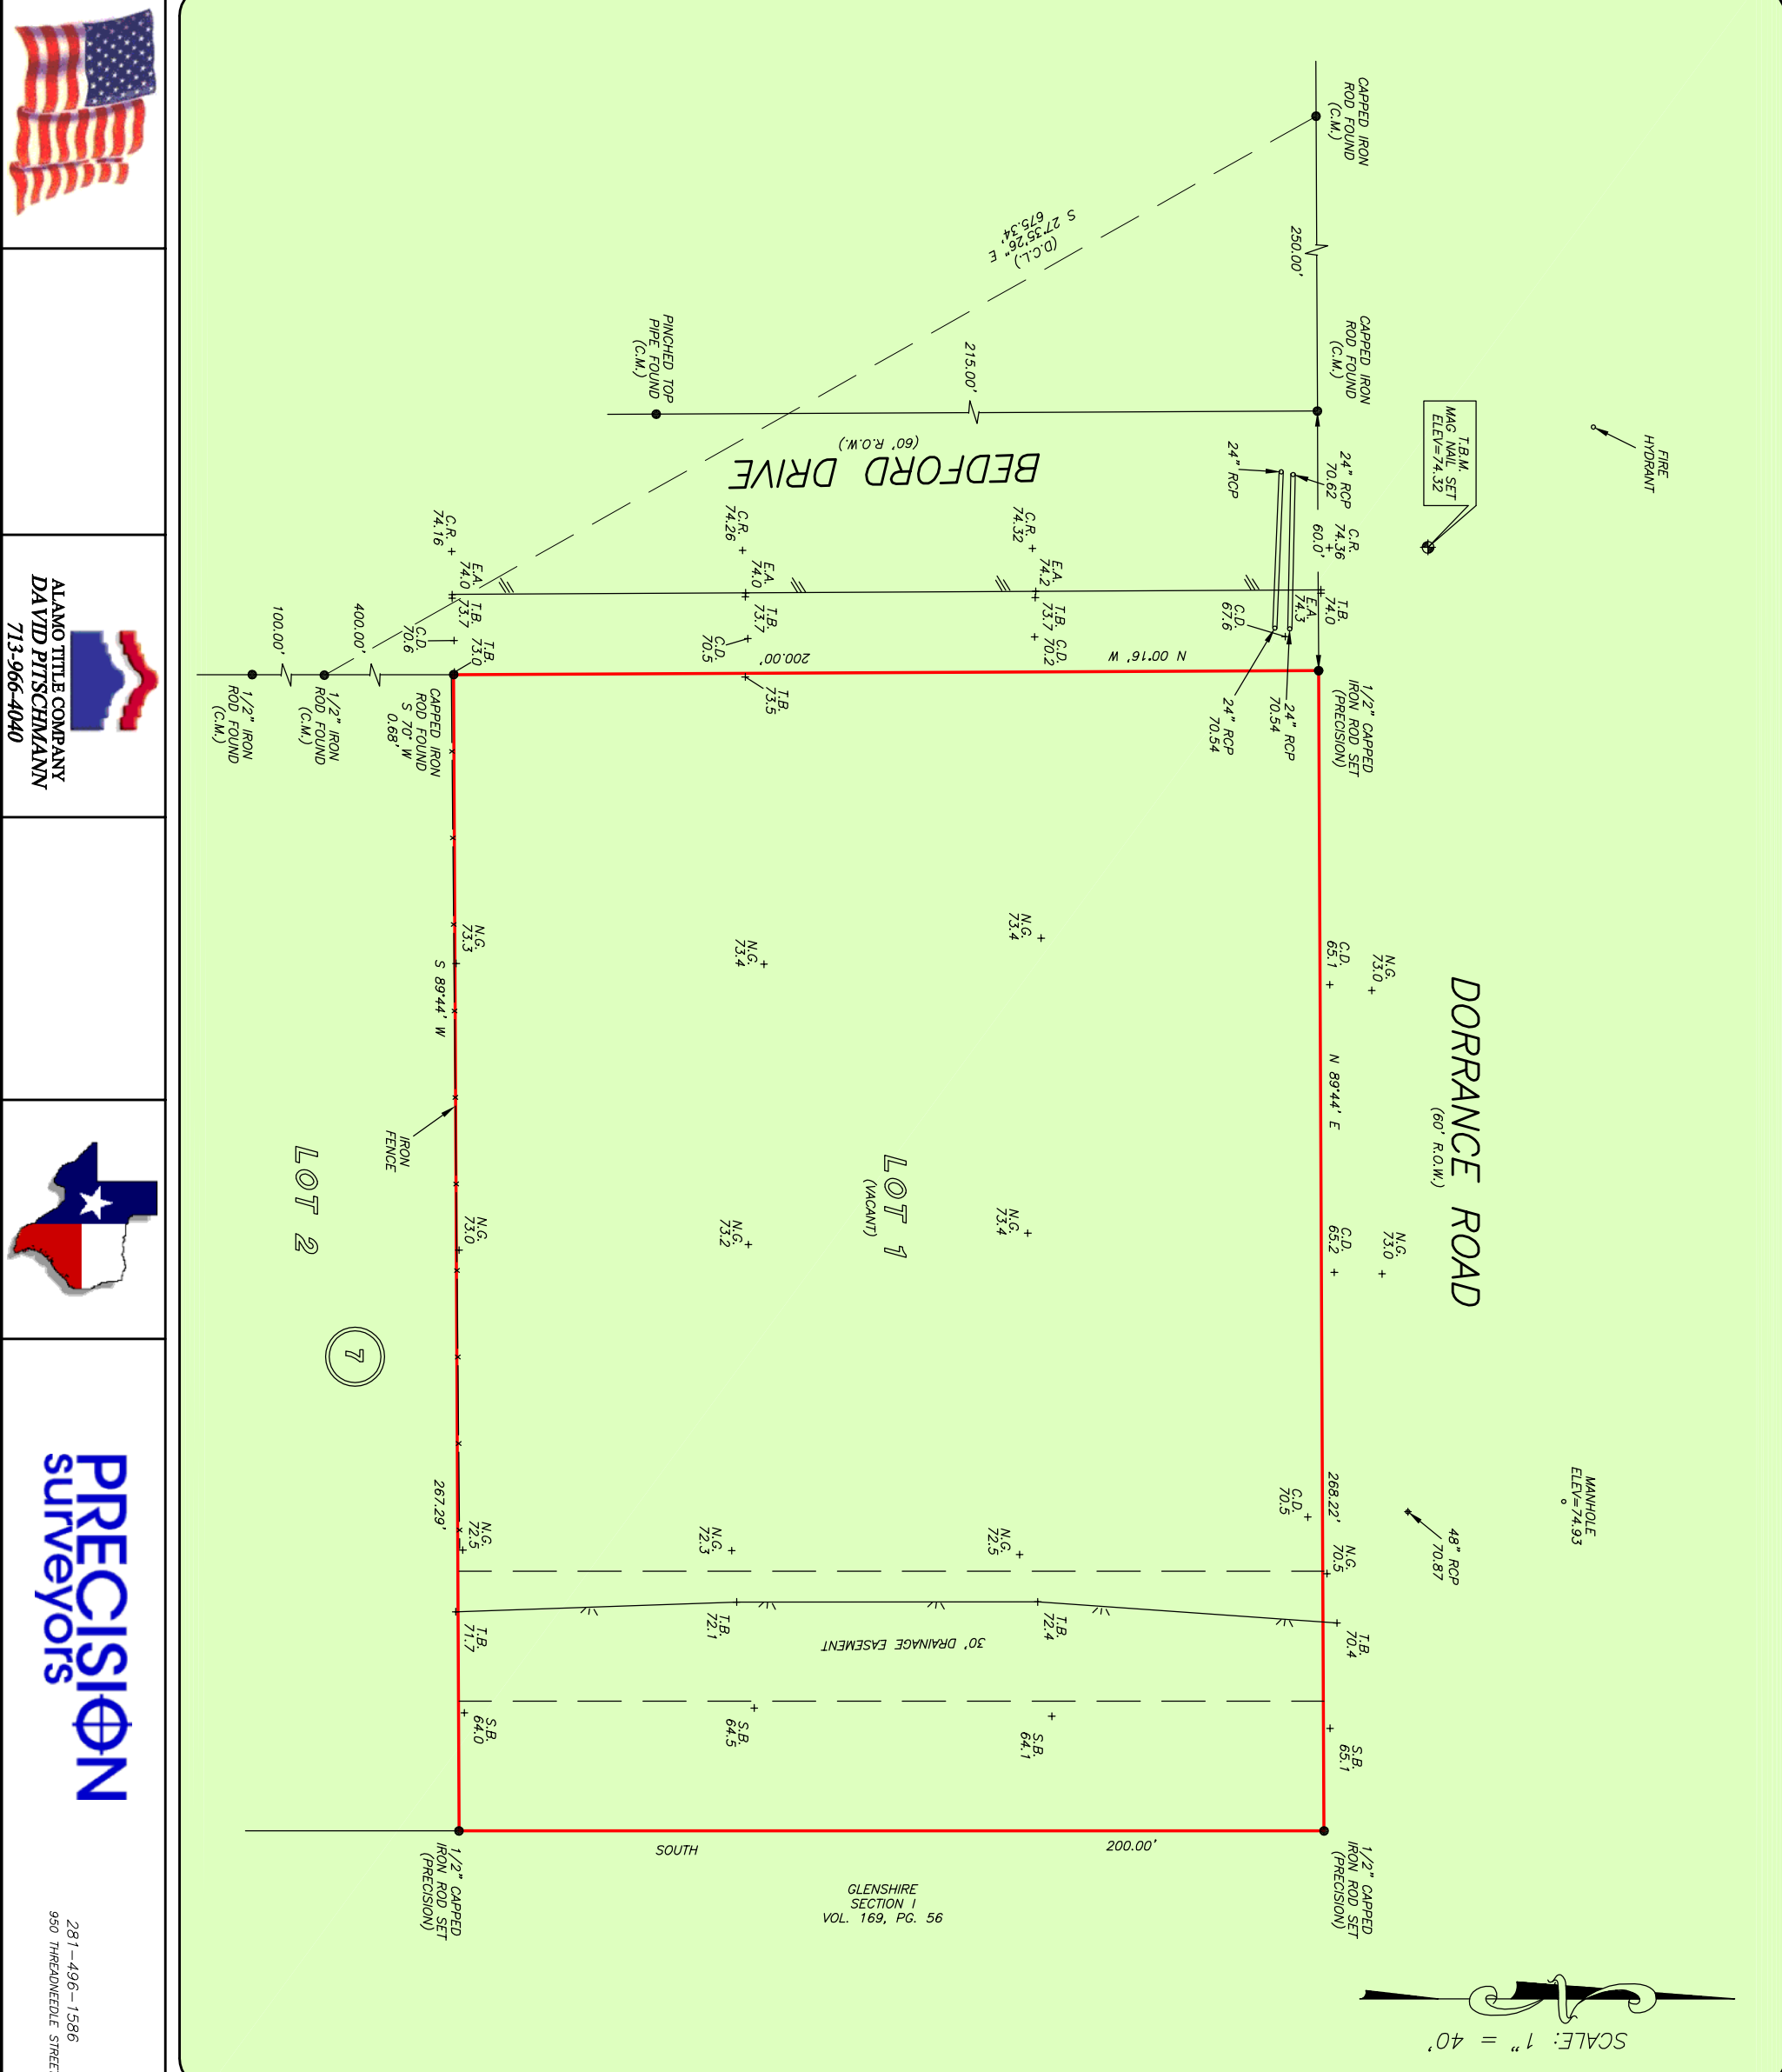 FIRE
HYDRANT
T.B.M.
MAG NAIL SET
ELEV=74.32
MANHOLE
ELEV=74.93
48" RCP
70.87
DORRANCE ROAD
(60' R.O.W.)
CAPPED IRON
ROD FOUND
(C.M.)
250.00'
CAPPED IRON
ROD FOUND
(C.M.)
24" RCP
70.62
C.R.
74.36
60.0'
T.B.
74.0
E.A.
74.3
1/2" CAPPED
IRON ROD SET
(PRECISION)
N.G.
73.0
C.D.
65.1
N 89°44' E
N.G.
73.0
C.D.
65.2
268.22'
C.D.
70.5
N.G.
70.5
T.B.
70.4
S.B.
65.1
1/2" CAPPED
IRON ROD SET
(PRECISION)
24" RCP
C.D.
67.6
24" RCP
70.54
24" RCP
70.54
S 27°35'26" E
675.34'
(D.C.L.)
215.00'
PINCHED TOP
PIPE FOUND
(C.M.)
BEDFORD DRIVE
(60' R.O.W.)
C.R.
74.32
E.A.
74.2
T.B.
73.7
C.D.
70.2
N 00°16' W
200.00'
C.R.
74.26
E.A.
74.0
T.B.
73.7
C.D.
70.5
T.B.
73.5
C.R.
74.16
E.A.
74.0
T.B.
73.7
C.D.
70.6
T.B.
73.0
N.G.
73.4
N.G.
73.4
N.G.
73.4
N.G.
73.2
LOT 1
(VACANT)
N.G.
72.5
N.G.
72.3
T.B.
72.4
T.B.
72.1
30' DRAINAGE EASEMENT
S.B.
64.1
S.B.
64.5
SOUTH
200.00'
GLENSHIRE
SECTION I
VOL. 169, PG. 56
N.G.
73.3
N.G.
73.0
N.G.
72.5
T.B.
71.7
S.B.
64.0
CAPPED IRON
ROD FOUND
S 70° W
0.68'
S 89°44' W
267.29'
IRON
FENCE
1/2" CAPPED
IRON ROD SET
(PRECISION)
400.00'
1/2" IRON
ROD FOUND
(C.M.)
100.00'
1/2" IRON
ROD FOUND
(C.M.)
LOT 2
7
SCALE: 1" = 40'
ALAMO TITLE COMPANY
DAVID PITSCHMANN
713-966-4040
PRECISION
surveyors
281-496-1586
950 THREADNEEDLE STREET